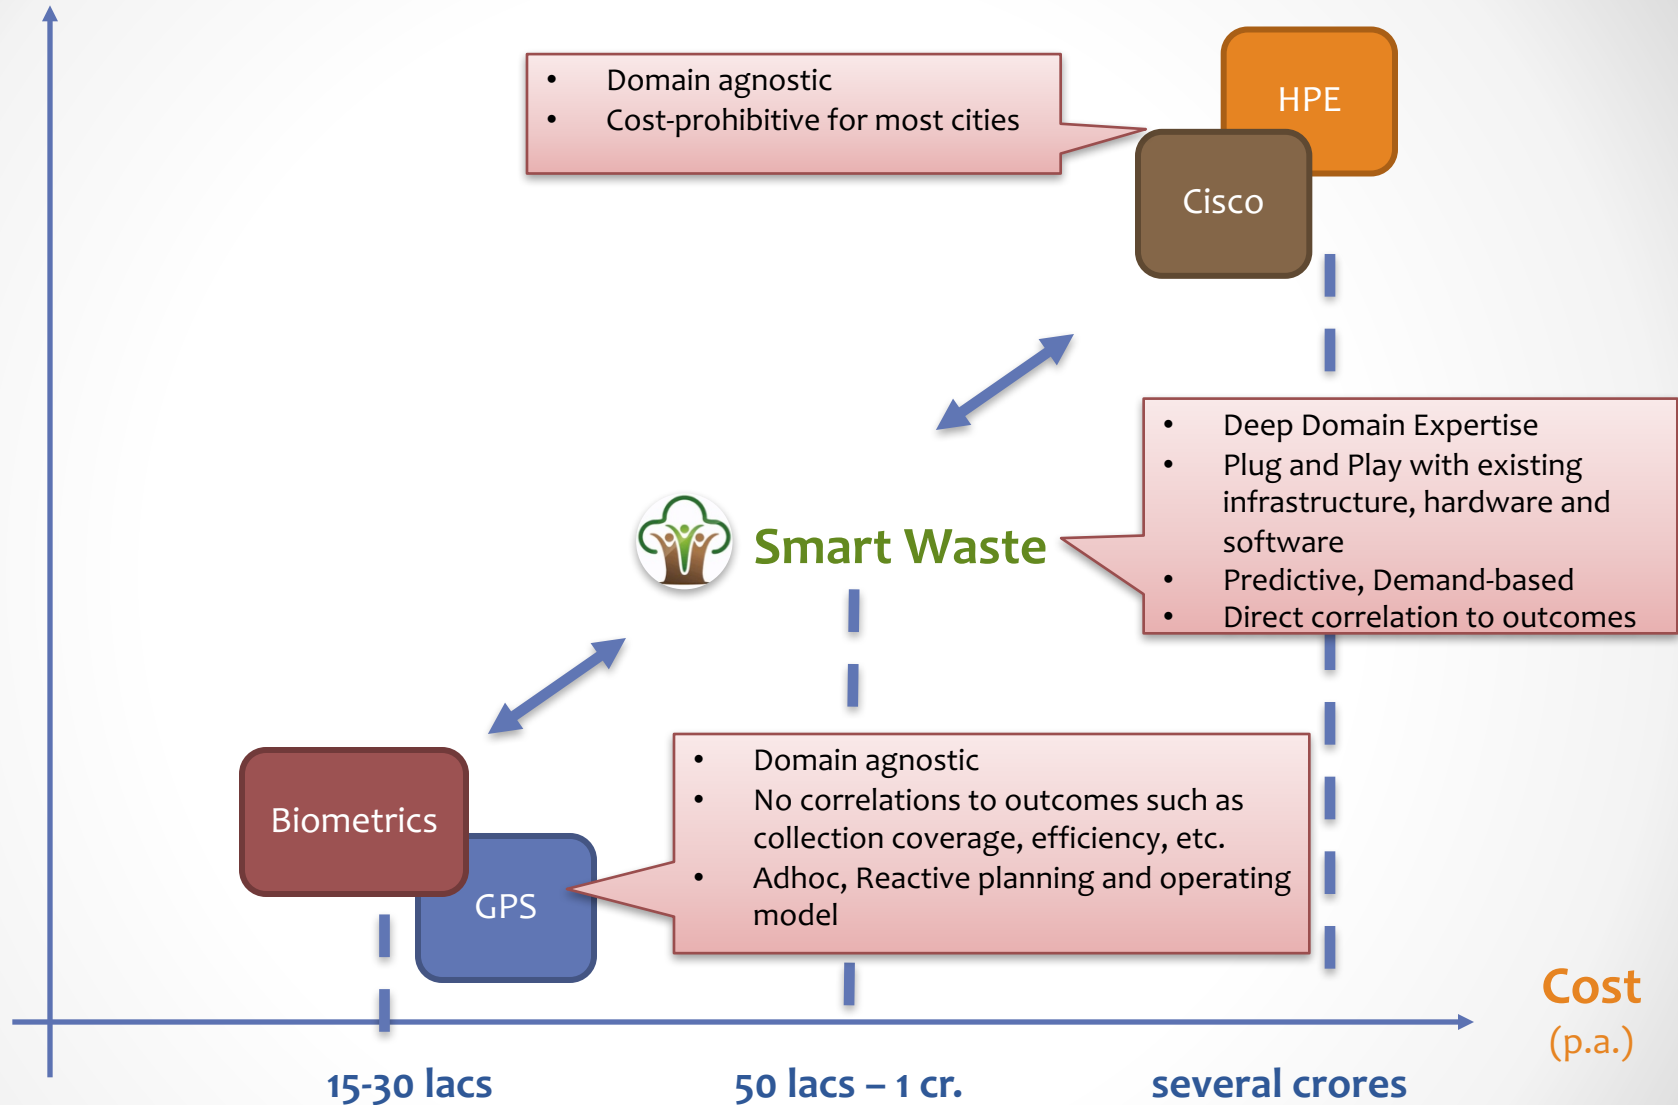 • Domain agnostic
• Cost-prohibitive for most cities
HPE
Cisco
• Deep Domain Expertise
• Plug and Play with existing
infrastructure, hardware and
software
• Predictive, Demand-based
• Direct correlation to outcomes
Smart Waste
Biometrics
GPS
• Domain agnostic
• No correlations to outcomes such as
collection coverage, efficiency, etc.
• Adhoc, Reactive planning and operating
model
Cost
(p.a.)
15-30 lacs
50 lacs – 1 cr.
several crores